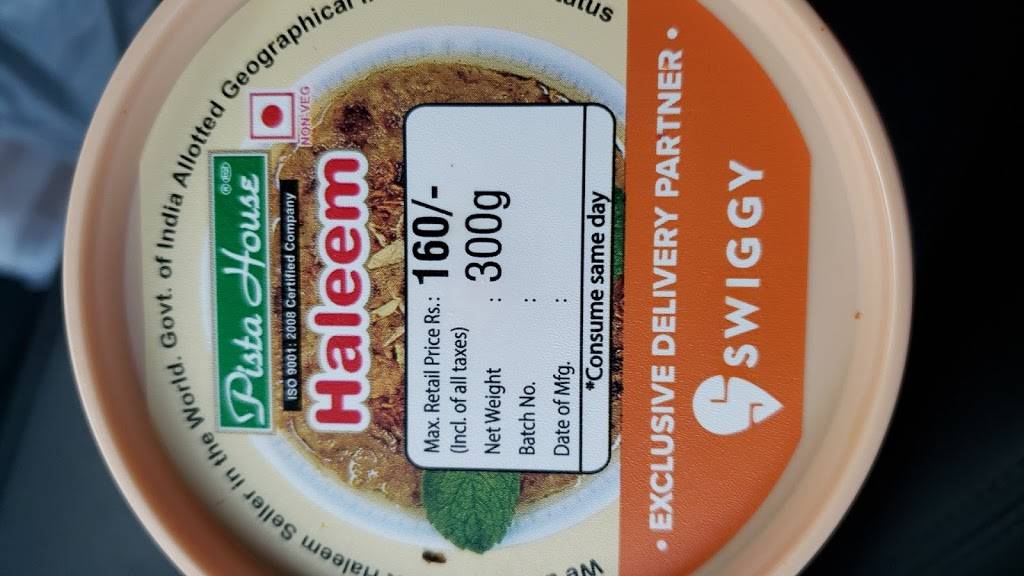 Haleem Seller in the World. Govt. of India Allotted Geographical
NON-VEG
Pista House
ISO 9001: 2008 Certified Company
Haleem
Max. Retail Price Rs.: 160/-
(Incl. of all taxes)
Net Weight : 300g
Batch No. :
Date of Mfg. :
*Consume same day
• EXCLUSIVE DELIVERY PARTNER •
SWIGGY